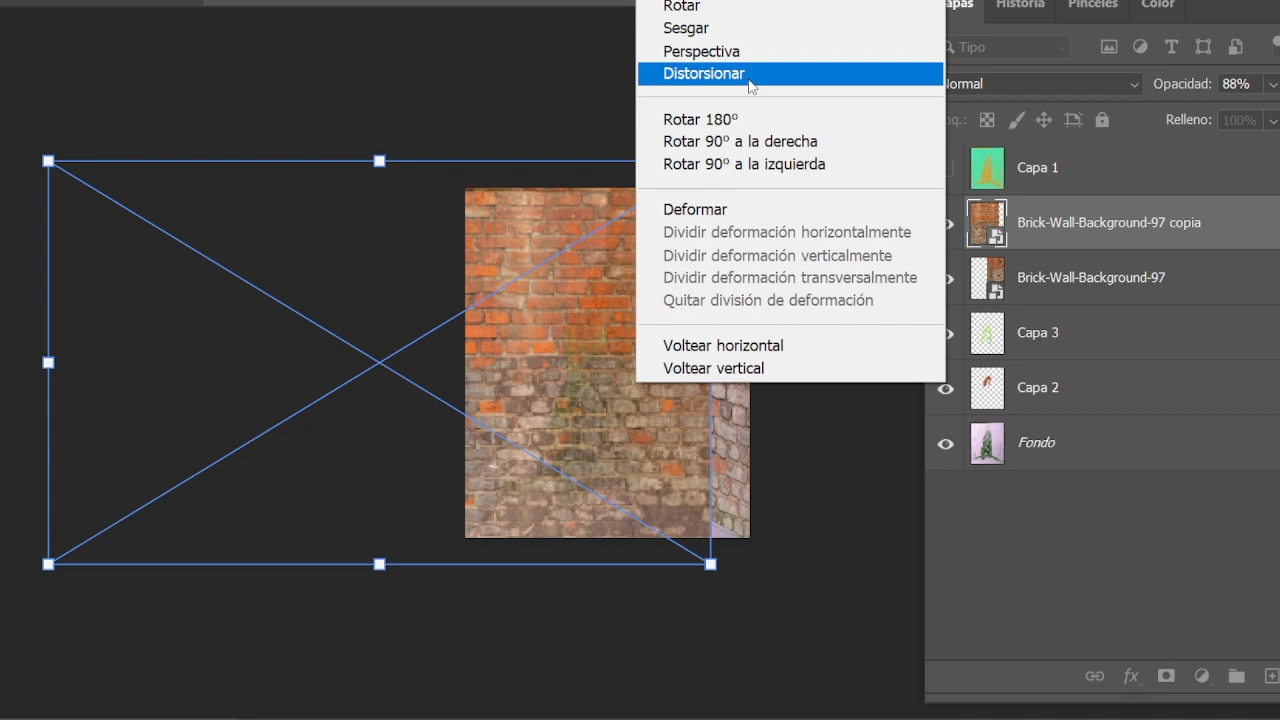 Rotar
Sesgar
Perspectiva
Distorsionar
Rotar 180º
Rotar 90º a la derecha
Rotar 90º a la izquierda
Deformar
Dividir deformación horizontalmente
Dividir deformación verticalmente
Dividir deformación transversalmente
Quitar división de deformación
Voltear horizontal
Voltear vertical
apas Historia Pinceles Color
Tipo
ormal Opacidad: 88%
oq.: Relleno: 100%
Capa 1
Brick-Wall-Background-97 copia
Brick-Wall-Background-97
Capa 3
Capa 2
Fondo
fx